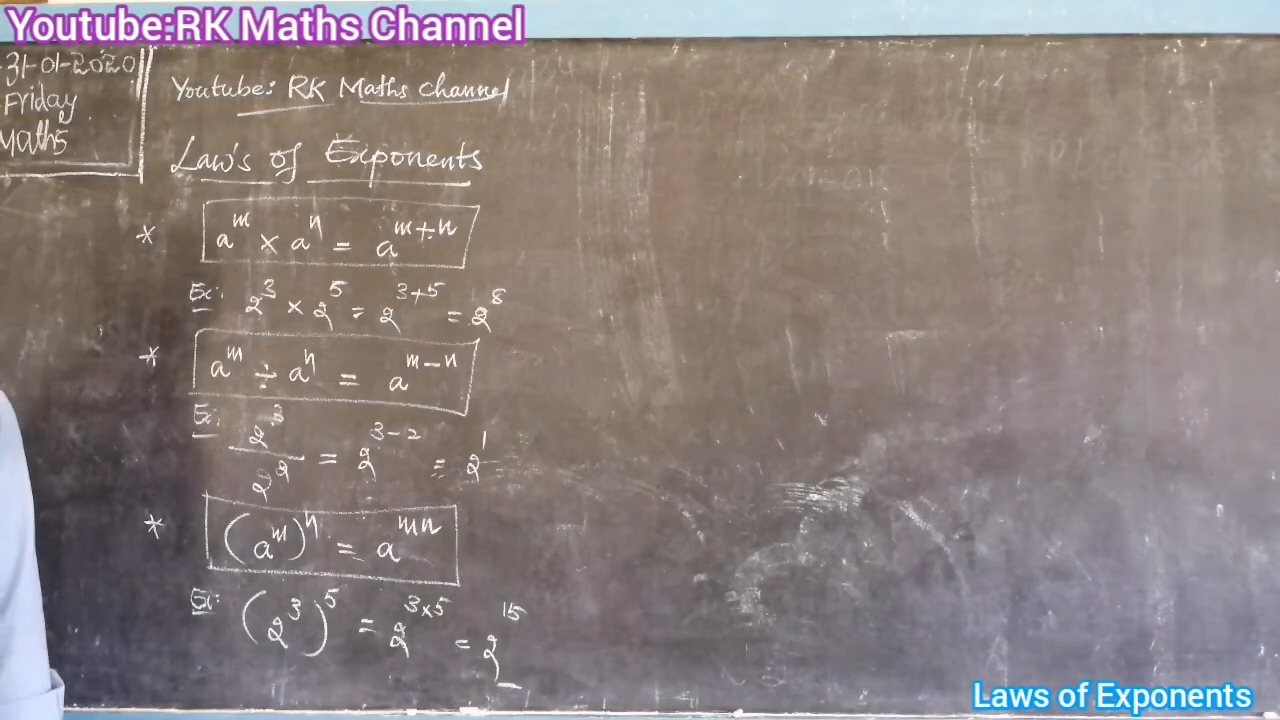 Youtube:RK Maths Channel
31-01-2020
Friday
Maths
Youtube: RK Maths channel
Law's of Exponents
* a^m × a^n = a^(m+n)
Ex: 2^3 × 2^5 = 2^(3+5) = 2^8
* a^m ÷ a^n = a^(m-n)
Ex: 2^3/2^2 = 2^(3-2) = 2^1
* (a^m)^n = a^(mn)
Ex: (2^3)^5 = 2^(3×5) = 2^15
Laws of Exponents